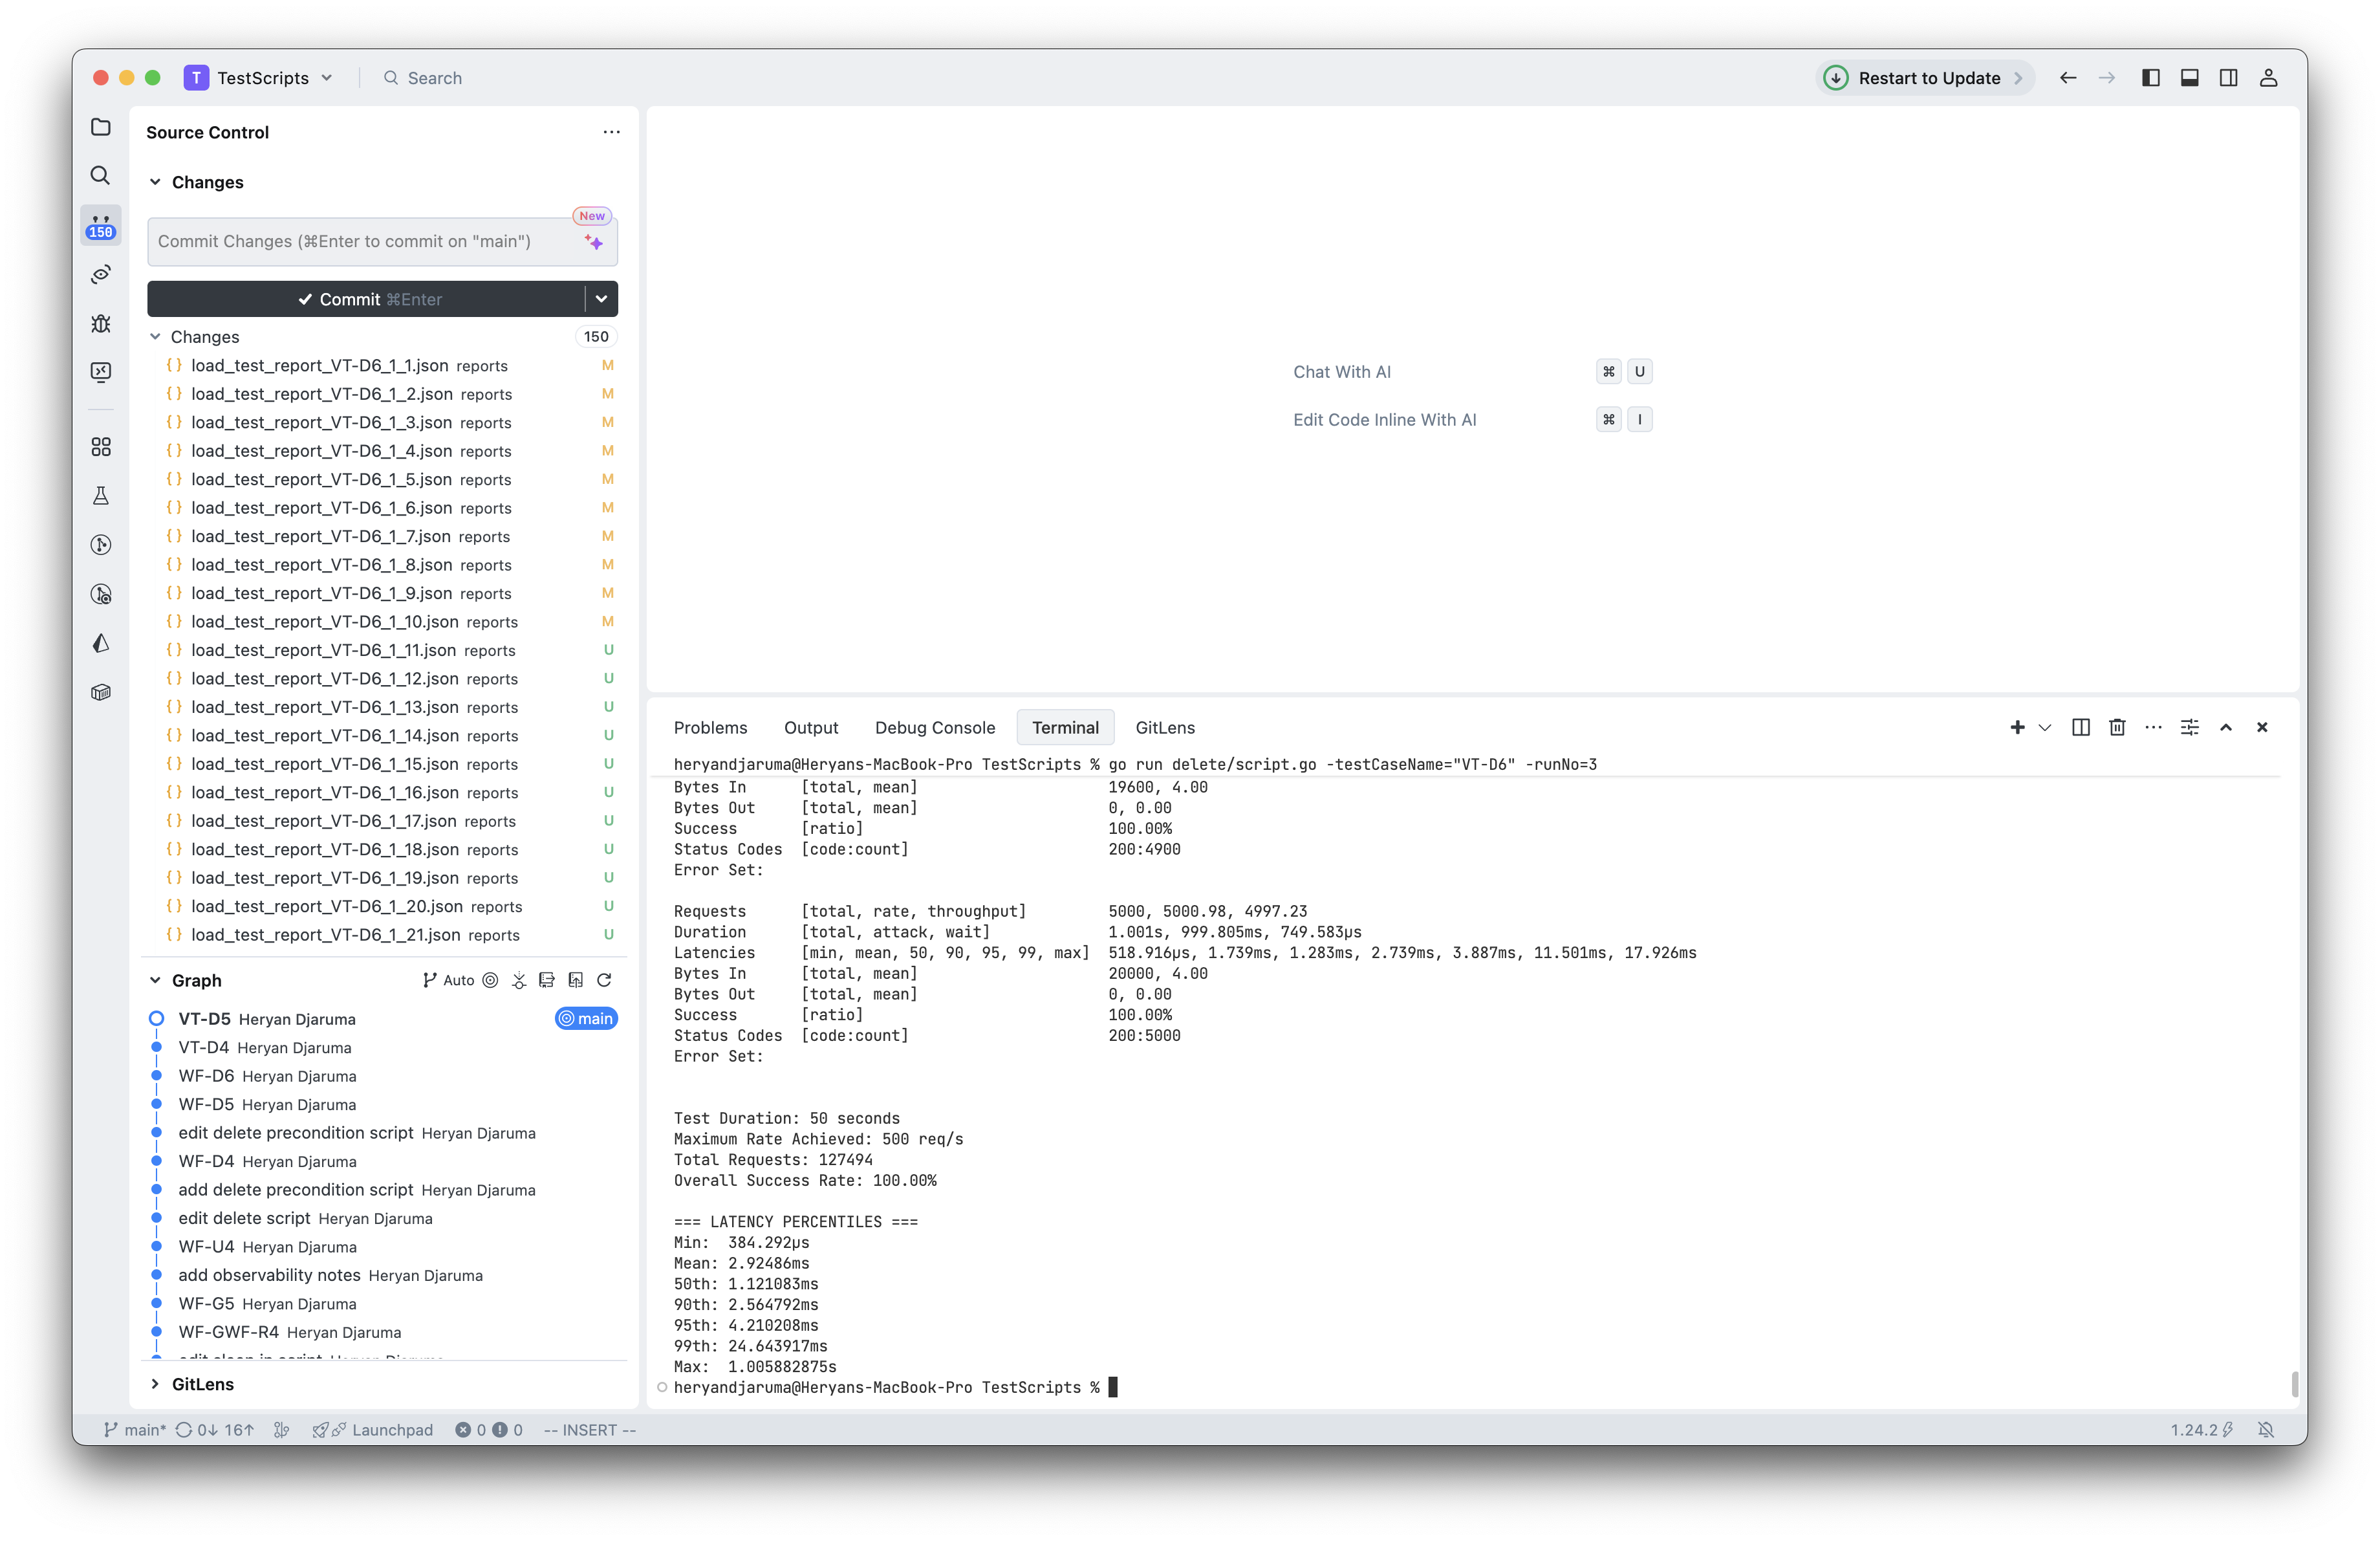 T TestScripts
Search
Restart to Update
Source Control
Changes
New
Commit Changes (⌘Enter to commit on "main")
Commit ⌘Enter
Changes 150
150
{} load_test_report_VT-D6_1_1.json reports M
{} load_test_report_VT-D6_1_2.json reports M
{} load_test_report_VT-D6_1_3.json reports M
{} load_test_report_VT-D6_1_4.json reports M
{} load_test_report_VT-D6_1_5.json reports M
{} load_test_report_VT-D6_1_6.json reports M
{} load_test_report_VT-D6_1_7.json reports M
{} load_test_report_VT-D6_1_8.json reports M
{} load_test_report_VT-D6_1_9.json reports M
{} load_test_report_VT-D6_1_10.json reports M
{} load_test_report_VT-D6_1_11.json reports U
{} load_test_report_VT-D6_1_12.json reports U
{} load_test_report_VT-D6_1_13.json reports U
{} load_test_report_VT-D6_1_14.json reports U
{} load_test_report_VT-D6_1_15.json reports U
{} load_test_report_VT-D6_1_16.json reports U
{} load_test_report_VT-D6_1_17.json reports U
{} load_test_report_VT-D6_1_18.json reports U
{} load_test_report_VT-D6_1_19.json reports U
{} load_test_report_VT-D6_1_20.json reports U
{} load_test_report_VT-D6_1_21.json reports U
Graph Auto
VT-D5 Heryan Djaruma main
VT-D4 Heryan Djaruma
WF-D6 Heryan Djaruma
WF-D5 Heryan Djaruma
edit delete precondition script Heryan Djaruma
WF-D4 Heryan Djaruma
add delete precondition script Heryan Djaruma
edit delete script Heryan Djaruma
WF-U4 Heryan Djaruma
add observability notes Heryan Djaruma
WF-G5 Heryan Djaruma
WF-GWF-R4 Heryan Djaruma
GitLens
Chat With AI ⌘ U
Edit Code Inline With AI ⌘ I
Problems Output Debug Console Terminal GitLens
heryandjaruma@Heryans-MacBook-Pro TestScripts % go run delete/script.go -testCaseName="VT-D6" -runNo=3
Bytes In [total, mean] 19600, 4.00
Bytes Out [total, mean] 0, 0.00
Success [ratio] 100.00%
Status Codes [code:count] 200:4900
Error Set:
Requests [total, rate, throughput] 5000, 5000.98, 4997.23
Duration [total, attack, wait] 1.001s, 999.805ms, 749.583µs
Latencies [min, mean, 50, 90, 95, 99, max] 518.916µs, 1.739ms, 1.283ms, 2.739ms, 3.887ms, 11.501ms, 17.926ms
Bytes In [total, mean] 20000, 4.00
Bytes Out [total, mean] 0, 0.00
Success [ratio] 100.00%
Status Codes [code:count] 200:5000
Error Set:
Test Duration: 50 seconds
Maximum Rate Achieved: 500 req/s
Total Requests: 127494
Overall Success Rate: 100.00%
=== LATENCY PERCENTILES ===
Min: 384.292µs
Mean: 2.92486ms
50th: 1.121083ms
90th: 2.564792ms
95th: 4.210208ms
99th: 24.643917ms
Max: 1.005882875s
heryandjaruma@Heryans-MacBook-Pro TestScripts %
main* 0↓ 16↑ Launchpad 0 0 -- INSERT -- 1.24.2